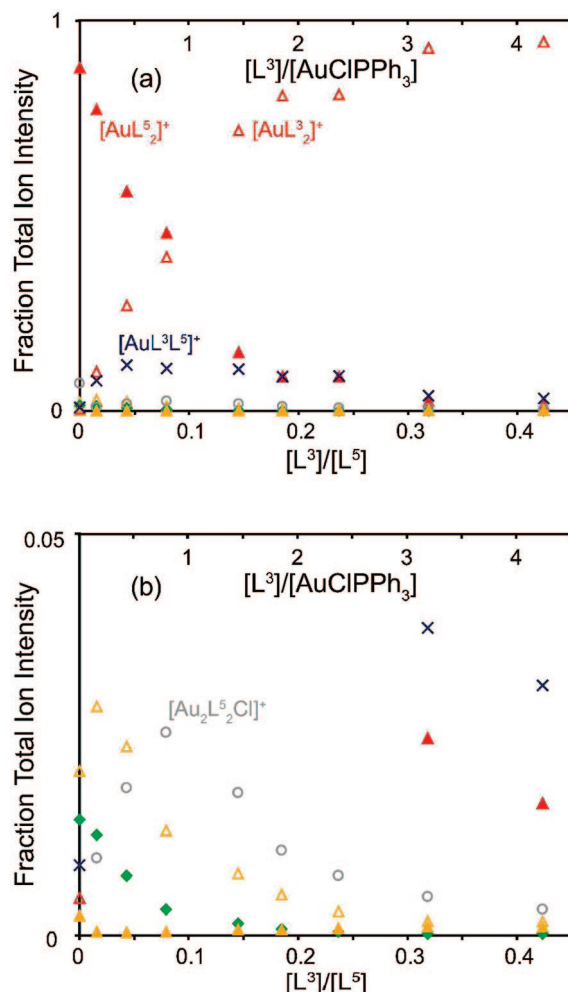 1 1 2 3 4
(a) [L³]/[AuClPPh₃]
[AuL⁵₂]⁺ [AuL³₂]⁺
Fraction Total Ion Intensity
[AuL³L⁵]⁺
0
0 0.1 0.2 0.3 0.4
[L³]/[L⁵]
0.05 1 2 3 4
(b) [L³]/[AuClPPh₃]
Fraction Total Ion Intensity
[Au₂L⁵₂Cl]⁺
0
0 0.1 0.2 0.3 0.4
[L³]/[L⁵]